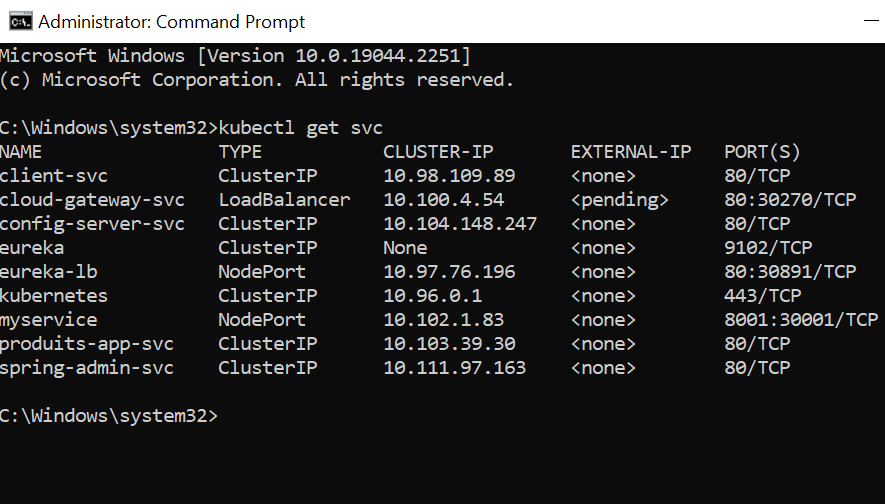 Administrator: Command Prompt
Microsoft Windows [Version 10.0.19044.2251]
(c) Microsoft Corporation. All rights reserved.
C:\Windows\system32>kubectl get svc
NAME TYPE CLUSTER-IP EXTERNAL-IP PORT(S)
client-svc ClusterIP 10.98.109.89 <none> 80/TCP
cloud-gateway-svc LoadBalancer 10.100.4.54 <pending> 80:30270/TCP
config-server-svc ClusterIP 10.104.148.247 <none> 80/TCP
eureka ClusterIP None <none> 9102/TCP
eureka-lb NodePort 10.97.76.196 <none> 80:30891/TCP
kubernetes ClusterIP 10.96.0.1 <none> 443/TCP
myservice NodePort 10.102.1.83 <none> 8001:30001/TCP
produits-app-svc ClusterIP 10.103.39.30 <none> 80/TCP
spring-admin-svc ClusterIP 10.111.97.163 <none> 80/TCP
C:\Windows\system32>